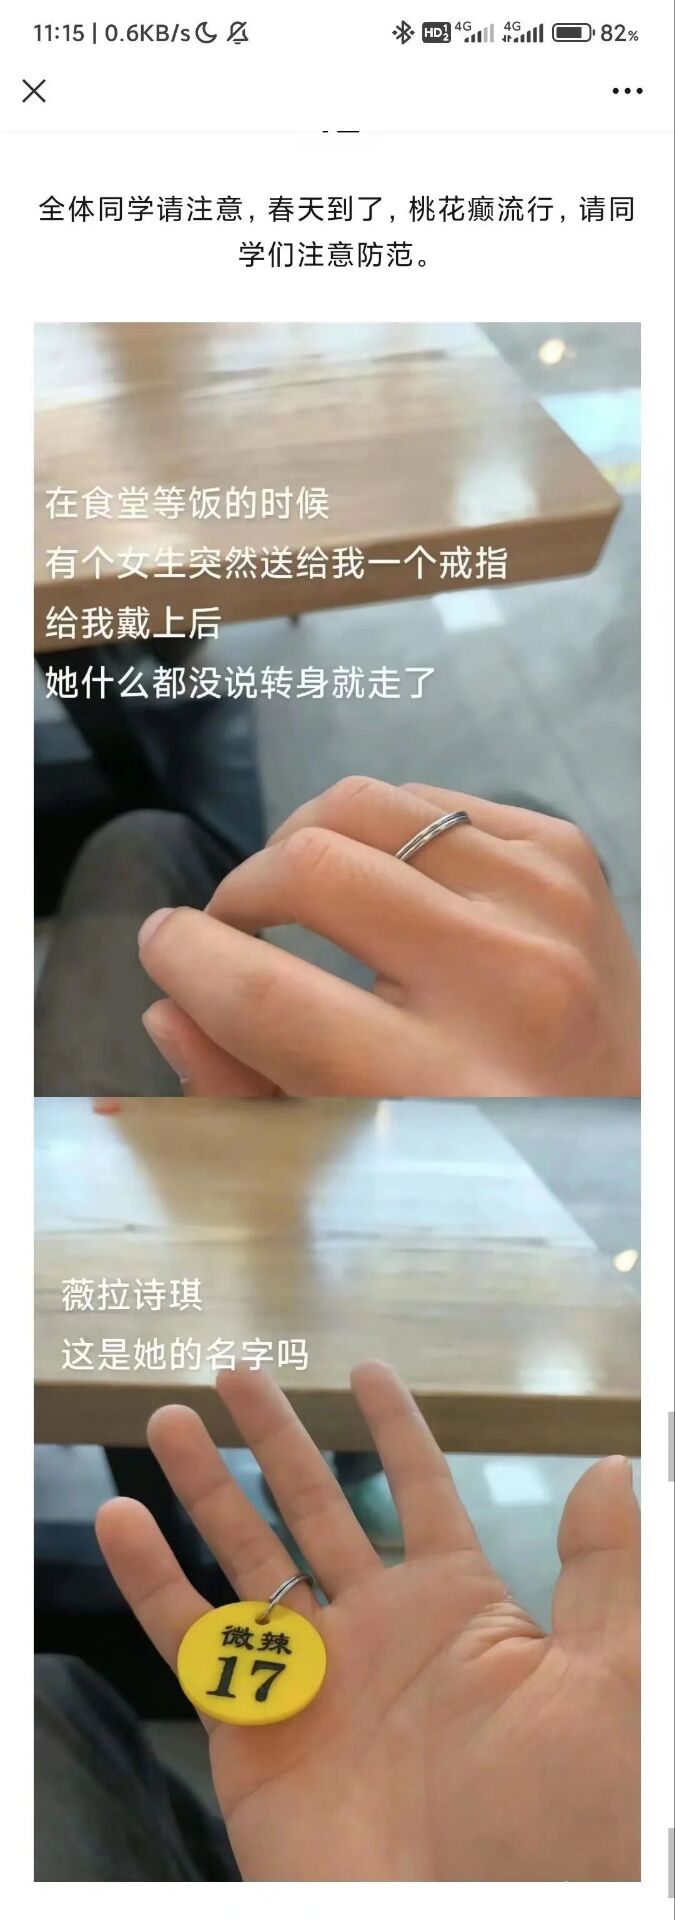 11:15 | 0.6KB/s
HD 1 2 4G 4G 82%
全体同学请注意，春天到了，桃花癫流行，请同
学们注意防范。
在食堂等饭的时候
有个女生突然送给我一个戒指
给我戴上后
她什么都没说转身就走了
薇拉诗琪
这是她的名字吗
微辣
17